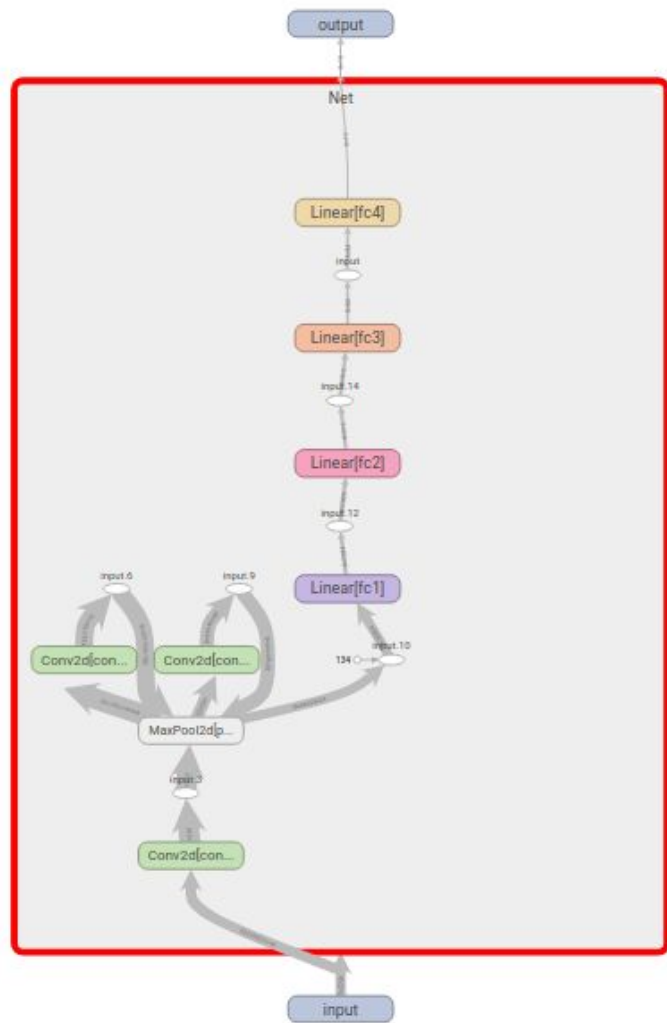 output
Net
Linear[fc4]
input
Linear[fc3]
input.14
Linear[fc2]
input.12
input.6
input.9
Linear[fc1]
input.10
134
Conv2d[con...
Conv2d[con...
MaxPool2d[p...
input.3
Conv2d[con...
input